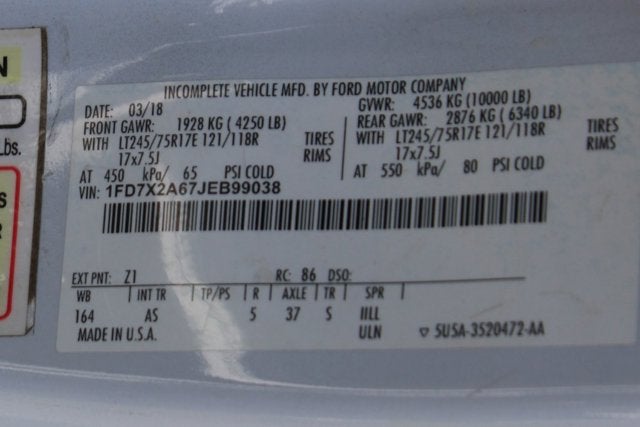 INCOMPLETE VEHICLE MFD. BY FORD MOTOR COMPANY
DATE: 03/18 GVWR: 4536 KG (10000 LB)
FRONT GAWR: 1928 KG ( 4250 LB) REAR GAWR: 2876 KG ( 6340 LB)
WITH LT245/75R17E 121/118R TIRES WITH LT245/75R17E 121/118R TIRES
17x7.5J RIMS 17x7.5J RIMS
AT 450 kPa/ 65 PSI COLD AT 550 kPa/ 80 PSI COLD
VIN: 1FD7X2A67JEB99038
EXT PNT: Z1 RC: 86 DSO:
WB INT TR TP/PS R AXLE TR SPR
164 AS 5 37 S IILL
MADE IN U.S.A. ULN ▽ 5USA-3520472-AA
N
Lbs.
S
R